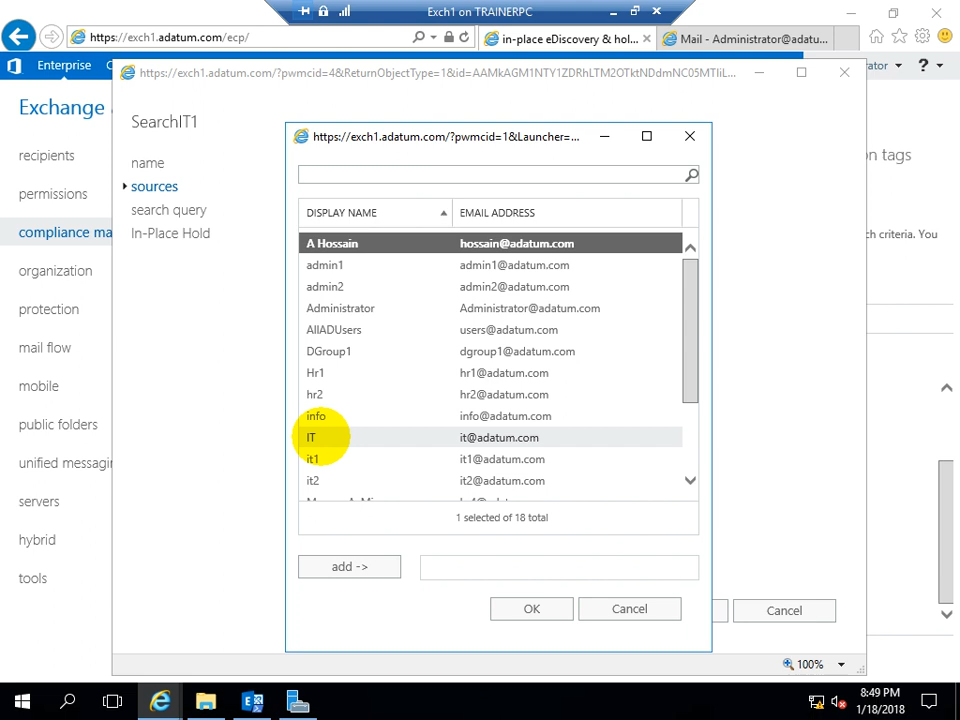 Exch1 on TRAINERPC
https://exch1.adatum.com/ecp/
in-place eDiscovery & hol...
Mail - Administrator@adatu...
Enterprise
https://exch1.adatum.com/?pwmcid=4&ReturnObjectType=1&id=AAMkAGM1NTY1ZDRhLTM2OTktNDdmNC05MTIiL...
ator
?
Exchange
SearchIT1
https://exch1.adatum.com/?pwmcid=1&Launcher=...
recipients
name
on tags
permissions
sources
search query
DISPLAY NAME
EMAIL ADDRESS
compliance ma
In-Place Hold
ch criteria. You
A Hossain
hossain@adatum.com
admin1
admin1@adatum.com
organization
admin2
admin2@adatum.com
protection
Administrator
Administrator@adatum.com
AllADUsers
users@adatum.com
mail flow
DGroup1
dgroup1@adatum.com
Hr1
hr1@adatum.com
mobile
hr2
hr2@adatum.com
public folders
info
info@adatum.com
IT
it@adatum.com
unified messagin
it1
it1@adatum.com
it2
it2@adatum.com
servers
1 selected of 18 total
hybrid
add ->
tools
OK
Cancel
Cancel
100%
8:49 PM
1/18/2018